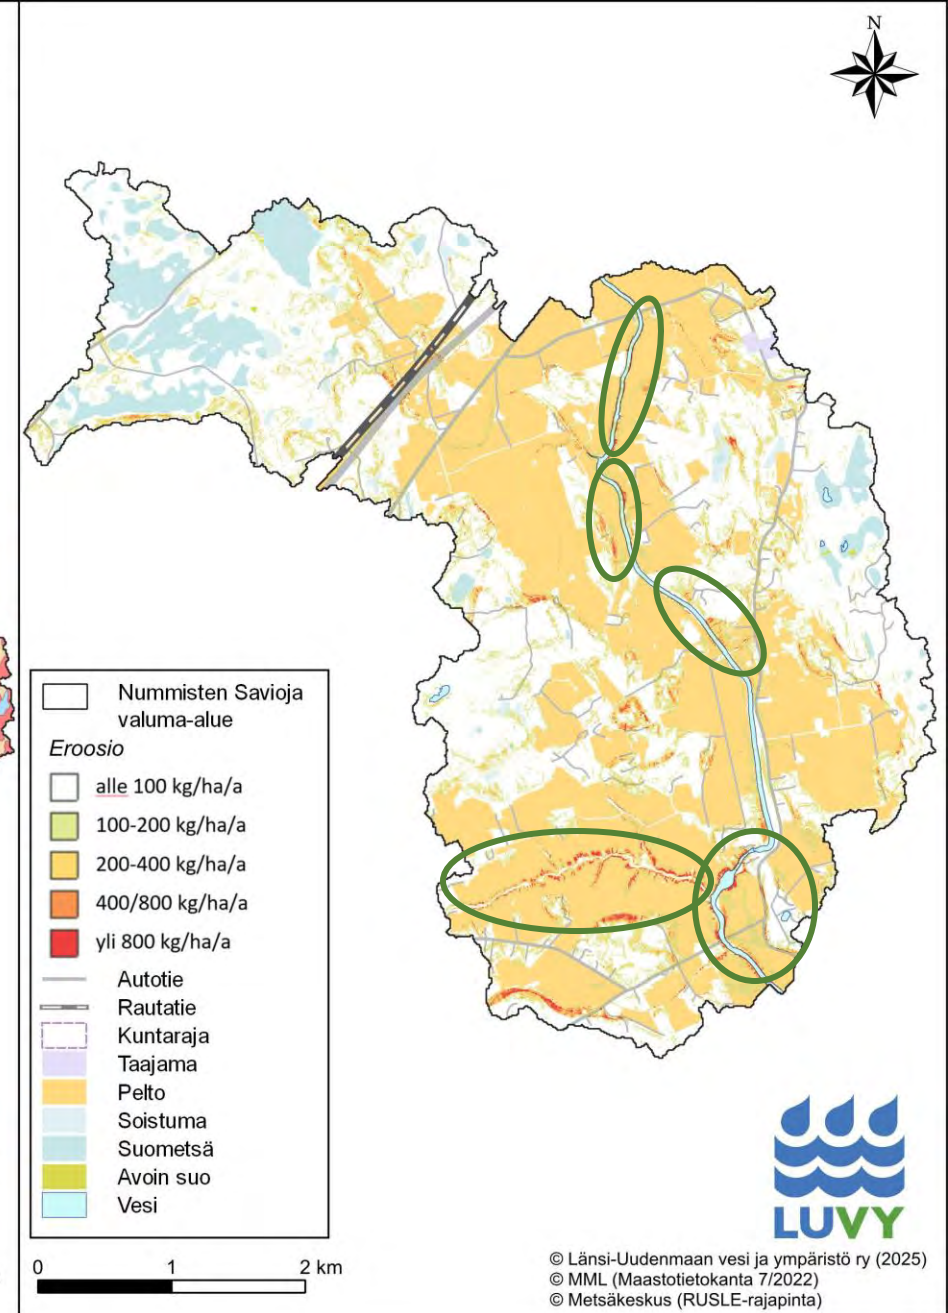 N
Nummisten Savioja
valuma-alue
Eroosio
alle 100 kg/ha/a
100-200 kg/ha/a
200-400 kg/ha/a
400/800 kg/ha/a
yli 800 kg/ha/a
Autotie
Rautatie
Kuntaraja
Taajama
Pelto
Soistuma
Suometsä
Avoin suo
Vesi
0 1 2 km
LUVY
© Länsi-Uudenmaan vesi ja ympäristö ry (2025)
© MML (Maastotietokanta 7/2022)
© Metsäkeskus (RUSLE-rajapinta)